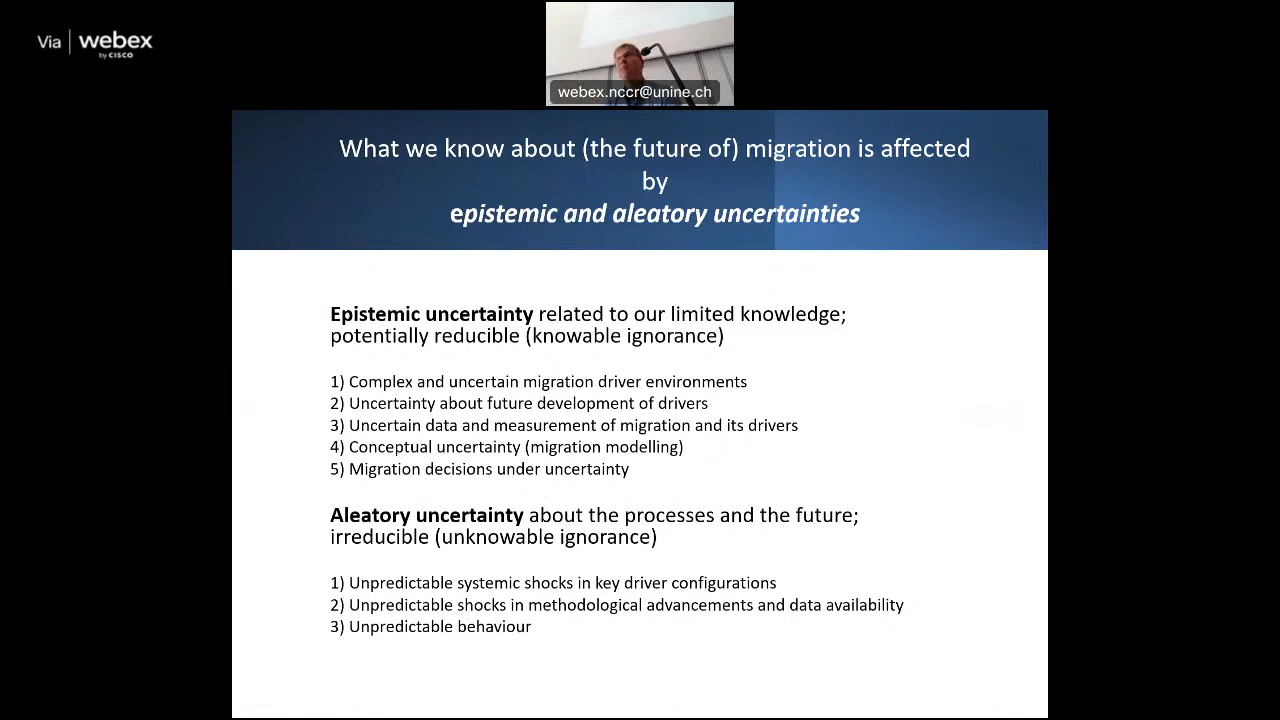 Via webex
by CISCO
webex.nccr@unine.ch
What we know about (the future of) migration is affected
by
epistemic and aleatory uncertainties
Epistemic uncertainty related to our limited knowledge;
potentially reducible (knowable ignorance)
1) Complex and uncertain migration driver environments
2) Uncertainty about future development of drivers
3) Uncertain data and measurement of migration and its drivers
4) Conceptual uncertainty (migration modelling)
5) Migration decisions under uncertainty
Aleatory uncertainty about the processes and the future;
irreducible (unknowable ignorance)
1) Unpredictable systemic shocks in key driver configurations
2) Unpredictable shocks in methodological advancements and data availability
3) Unpredictable behaviour